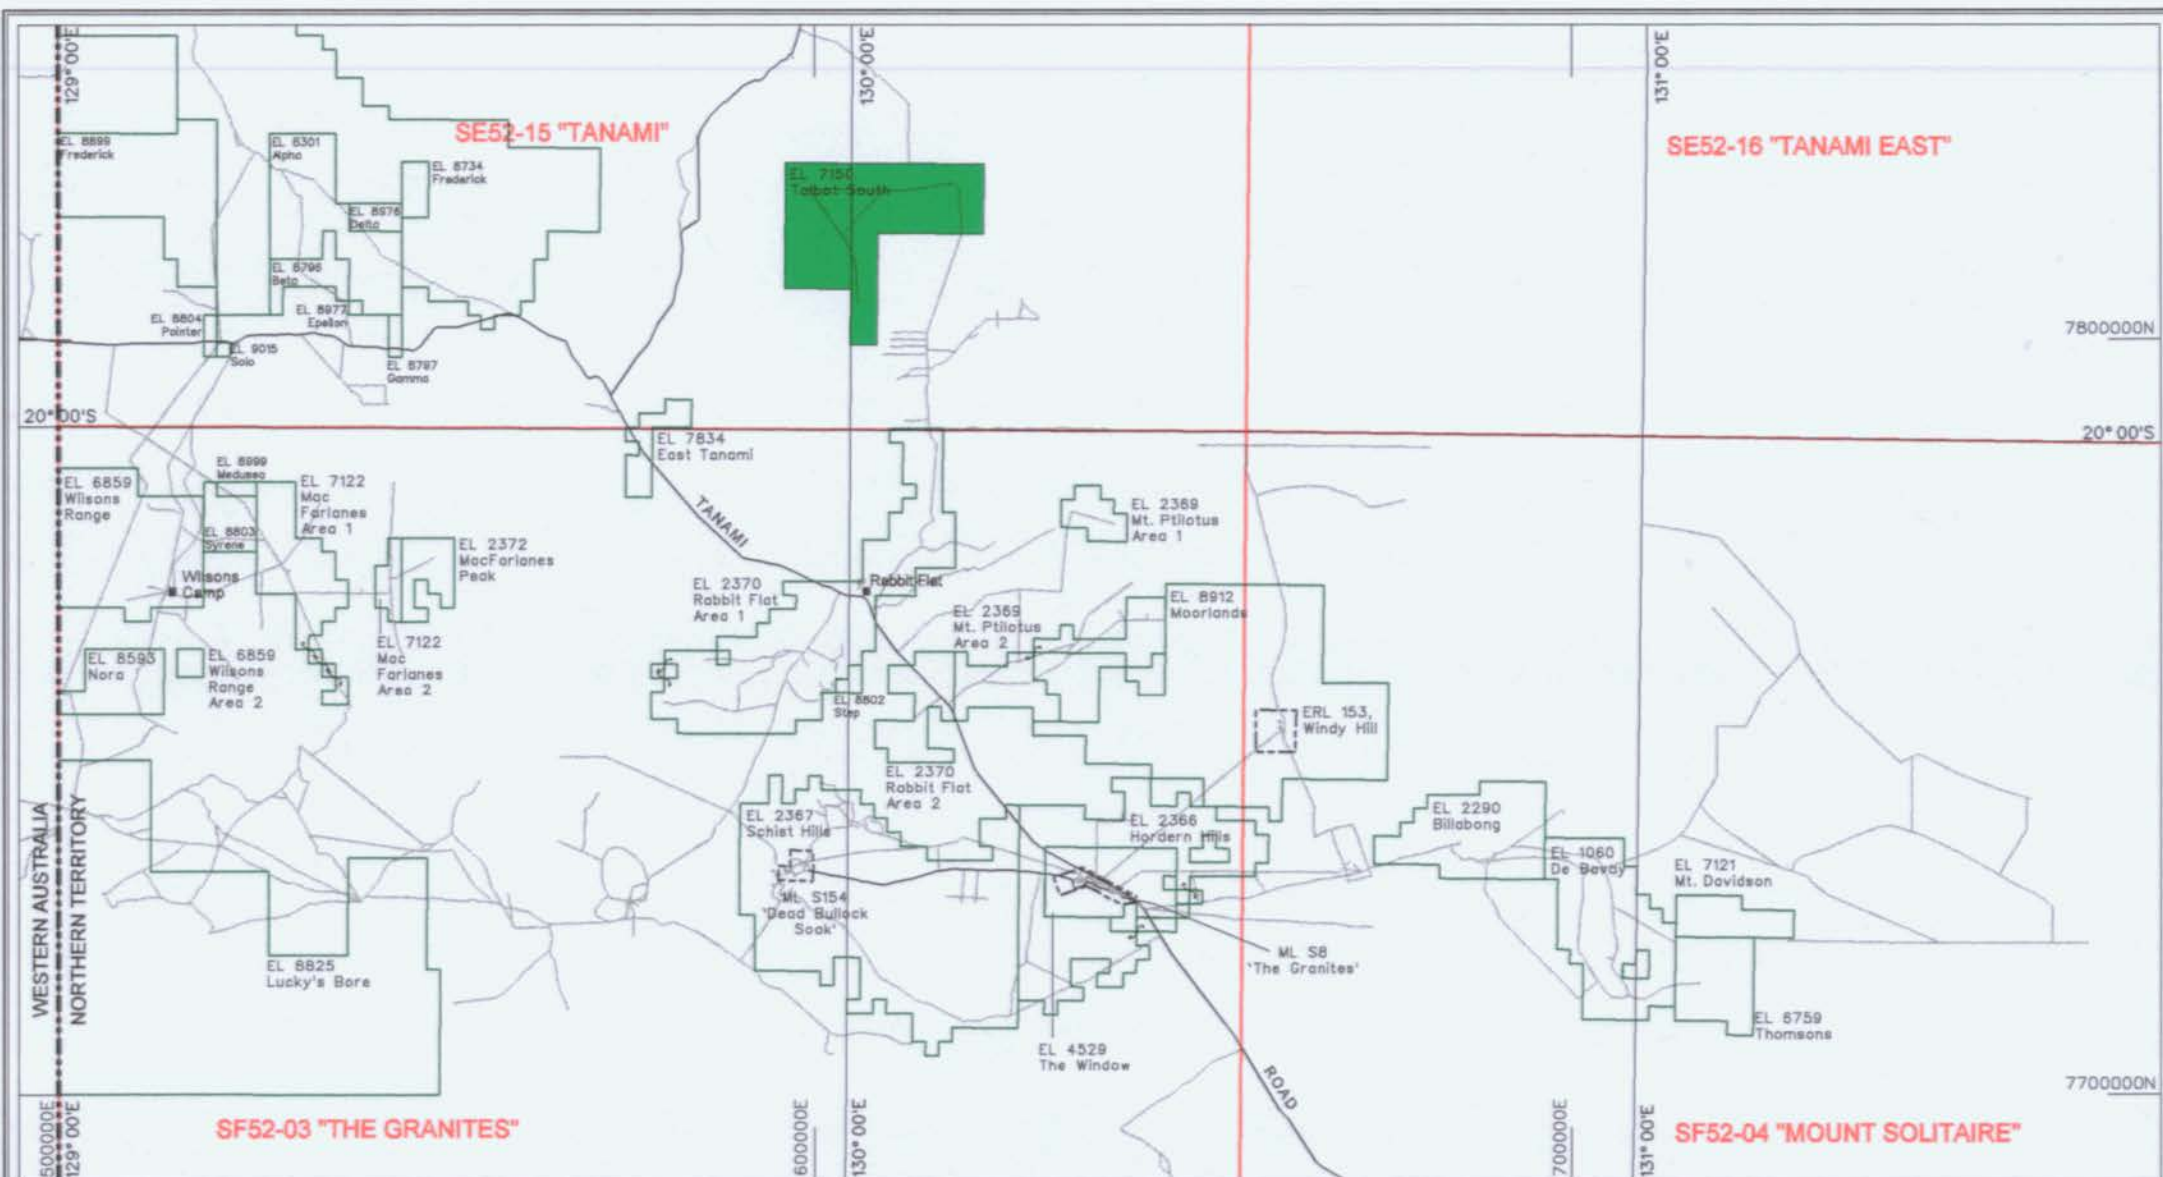 129° 00'E
130° 00'E
131° 00'E
SE52-15 "TANAMI"
SE52-16 "TANAMI EAST"
EL 8899
Frederick
EL 8301
Alpha
EL 8734
Frederick
EL 8976
Delta
EL 7150
Talbot South
EL 8796
Beta
EL 8977
Epsilon
EL 8804
Pointer
EL 9015
Solo
EL 8797
Gamma
7800000N
20° 00'S
20° 00'S
EL 7834
East Tanami
EL 6859
Wilsons
Range
EL 8999
Medussa
EL 7122
Mac
Farlanes
Area 1
EL 8803
Syrene
EL 2372
MacFarlanes
Peak
TANAMI
EL 2369
Mt. Ptilotus
Area 1
Wilsons
Camp
EL 2370
Rabbit Flat
Area 1
Rabbit Flat
EL 2369
Mt. Ptilotus
Area 2
EL 8912
Moorlands
EL 8593
Nora
EL 6859
Wilsons
Range
Area 2
EL 7122
Mac
Farlanes
Area 2
EL 8802
Step
ERL 153,
Windy Hill
EL 2370
Rabbit Flat
Area 2
WESTERN AUSTRALIA
NORTHERN TERRITORY
EL 2367
Schist Hills
EL 2366
Hordern Hills
EL 2290
Billabong
EL 1060
De Bavay
EL 7121
Mt. Davidson
ML S154
'Dead Bullock
Soak'
ML S8
'The Granites'
EL 8825
Lucky's Bore
EL 4529
The Window
EL 6759
Thomsons
ROAD
7700000N
SF52-03 "THE GRANITES"
SF52-04 "MOUNT SOLITAIRE"
500000E
129° 00'E
600000E
130° 00'E
700000E
131° 00'E